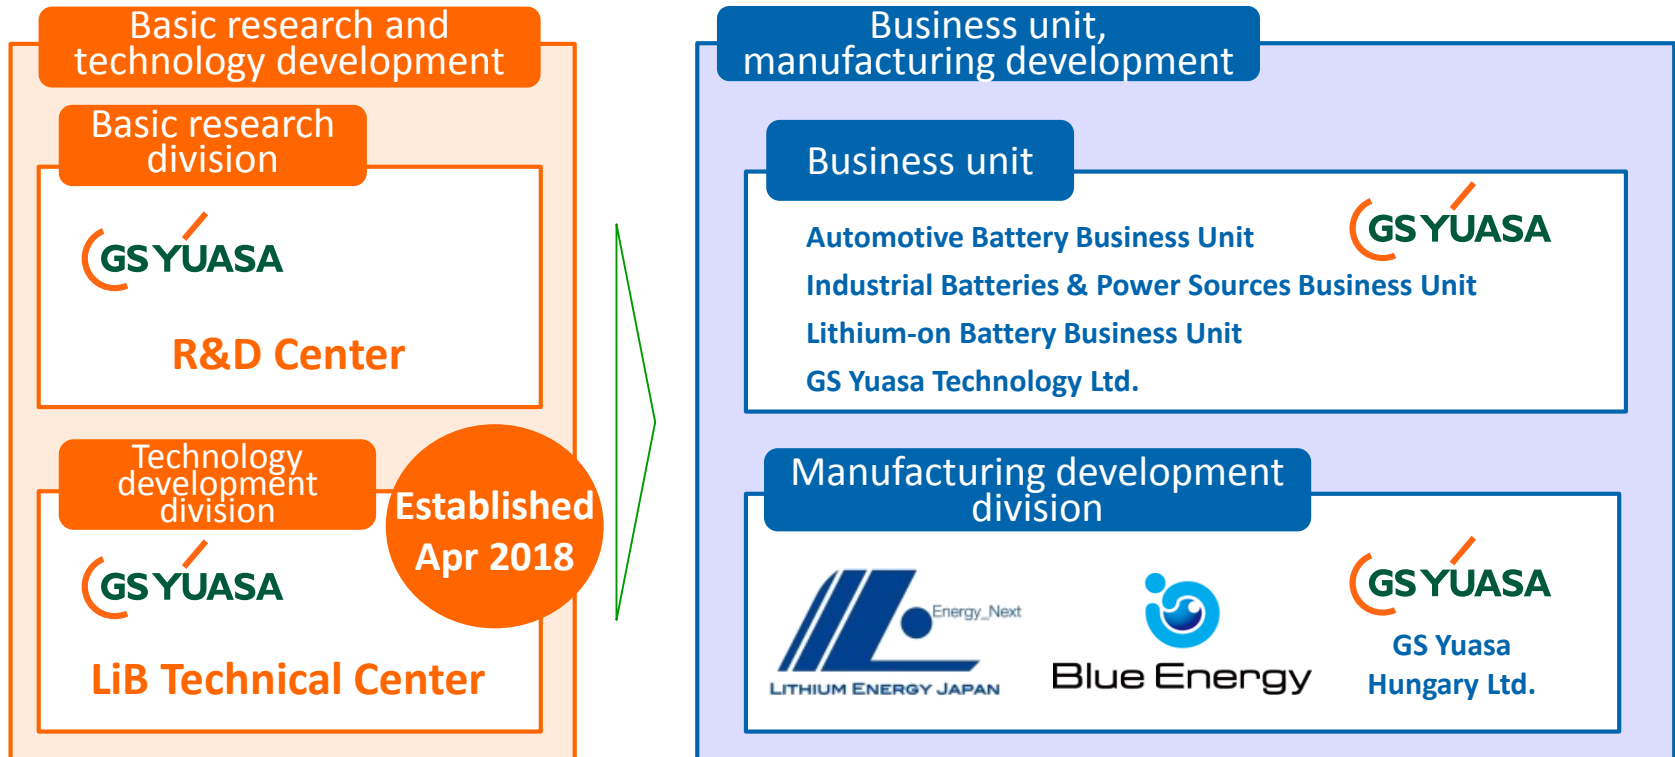 Basic research and
technology development
Basic research
division
GS YUASA
R&D Center
Technology
development
division
Established
Apr 2018
GS YUASA
LiB Technical Center
Business unit,
manufacturing development
Business unit
GS YUASA
Automotive Battery Business Unit
Industrial Batteries & Power Sources Business Unit
Lithium-on Battery Business Unit
GS Yuasa Technology Ltd.
Manufacturing development
division
Energy_Next
LITHIUM ENERGY JAPAN
Blue Energy
GS YUASA
GS Yuasa
Hungary Ltd.